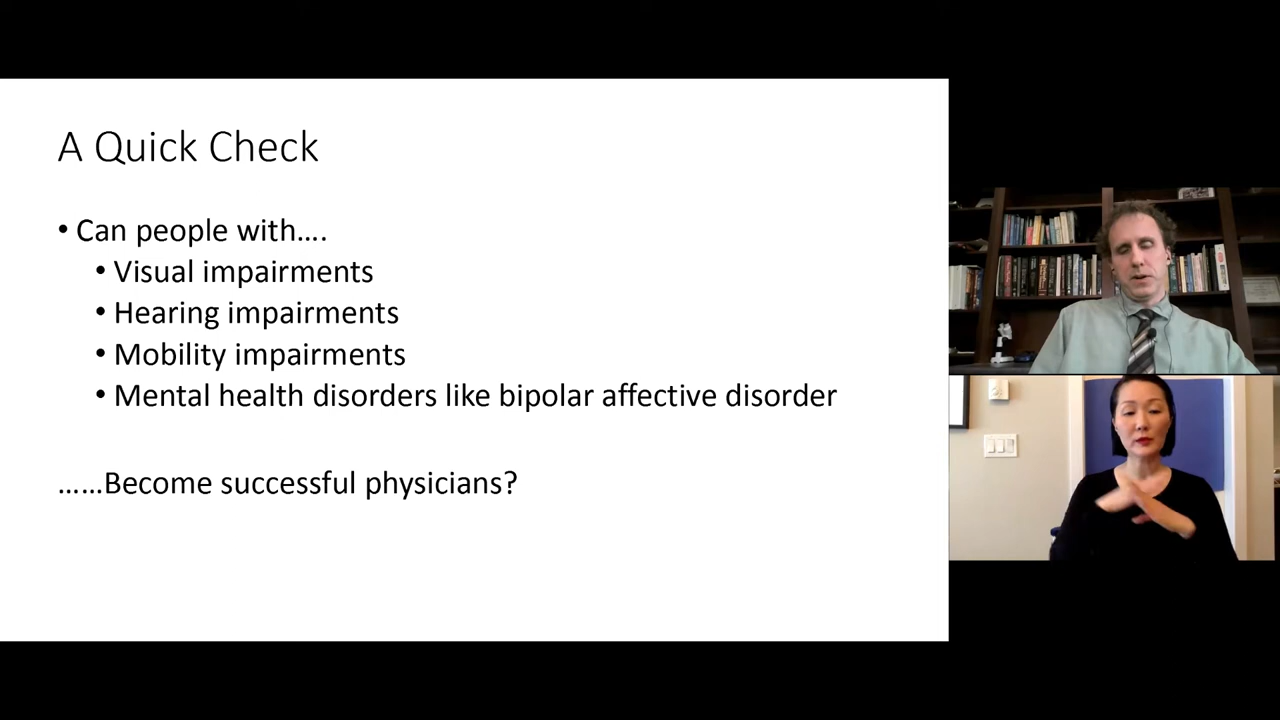 A Quick Check
• Can people with….
• Visual impairments
• Hearing impairments
• Mobility impairments
• Mental health disorders like bipolar affective disorder
……Become successful physicians?